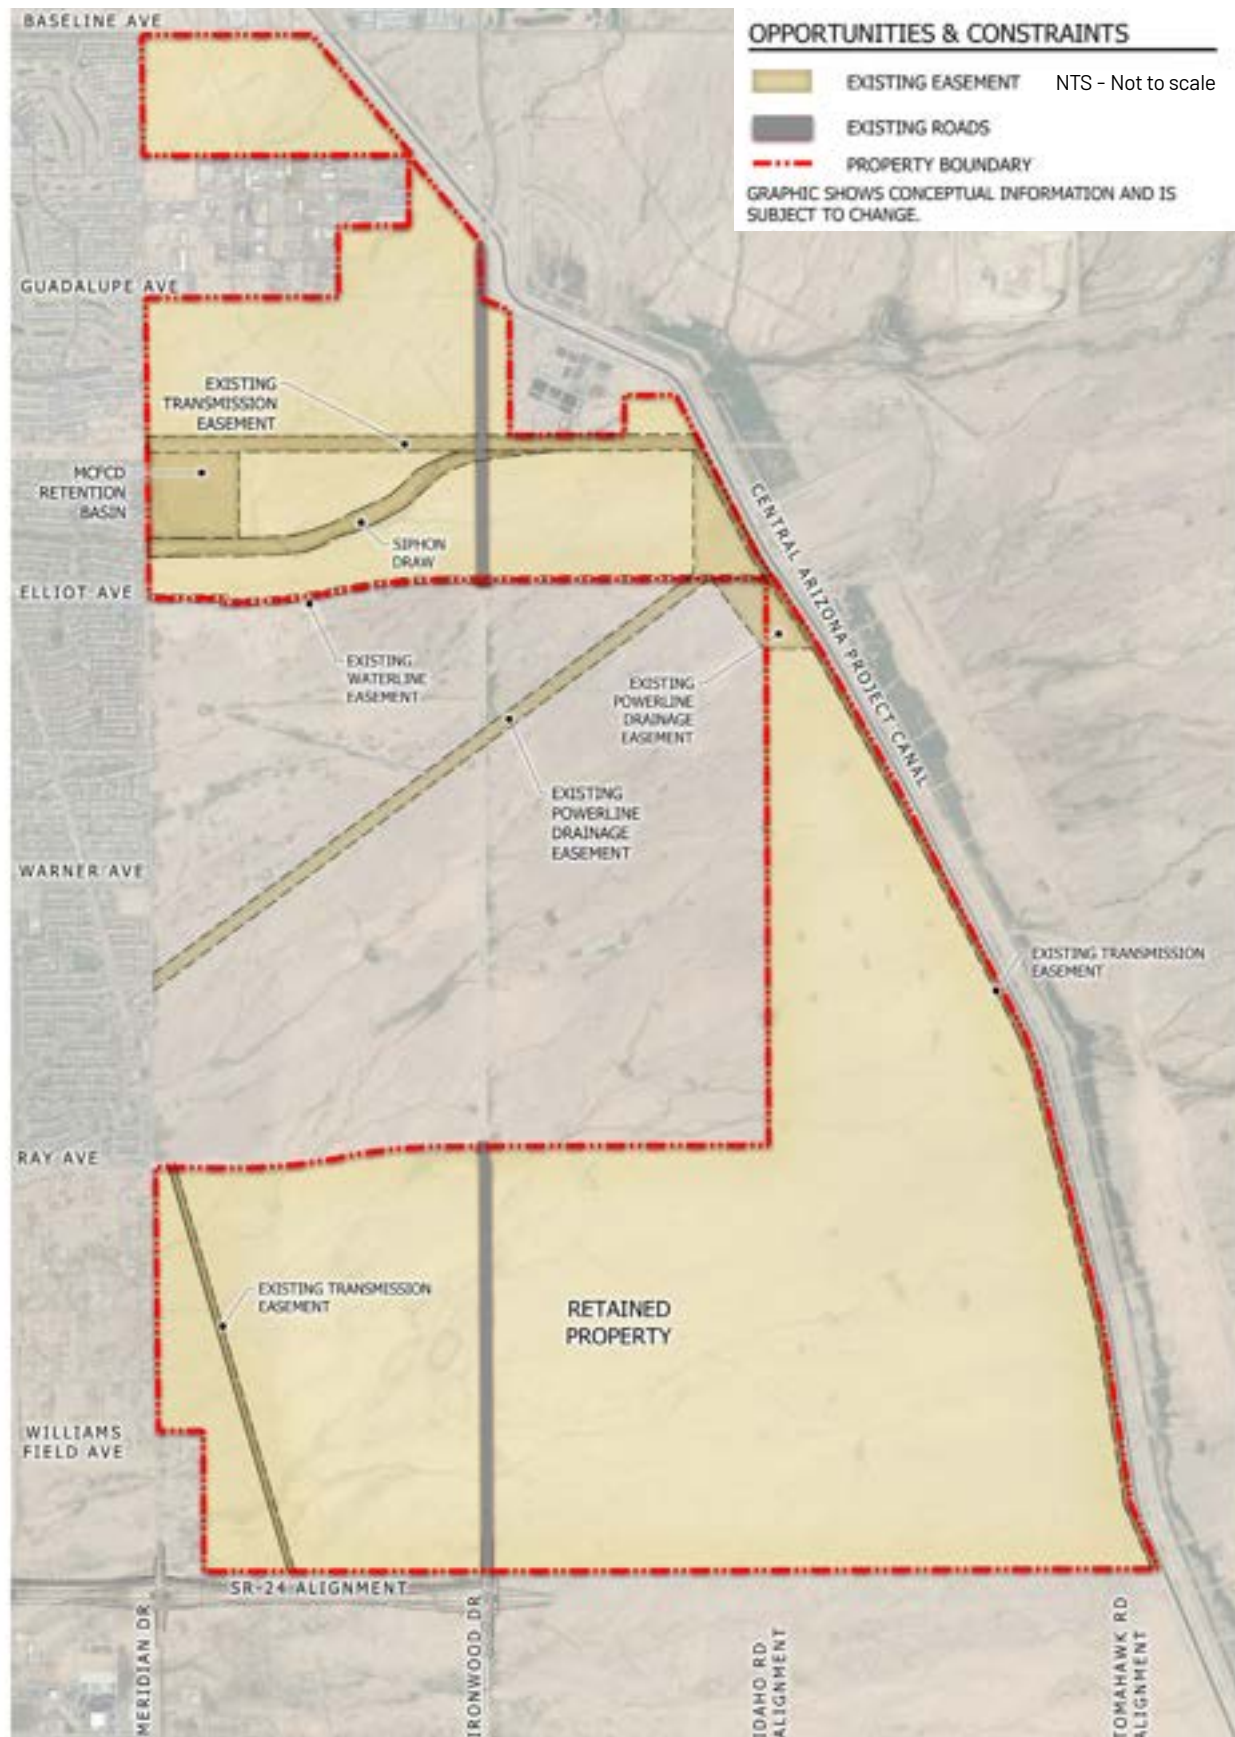 BASELINE AVE
OPPORTUNITIES & CONSTRAINTS
EXISTING EASEMENT
NTS - Not to scale
EXISTING ROADS
PROPERTY BOUNDARY
GRAPHIC SHOWS CONCEPTUAL INFORMATION AND IS
SUBJECT TO CHANGE.
GUADALUPE AVE
EXISTING
TRANSMISSION
EASEMENT
MCFCD
RETENTION
BASIN
SIPHON
DRAW
CENTRAL ARIZONA PROJECT CANAL
ELLIOT AVE
EXISTING
WATERLINE
EASEMENT
EXISTING
POWERLINE
DRAINAGE
EASEMENT
EXISTING
POWERLINE
DRAINAGE
EASEMENT
WARNER AVE
EXISTING TRANSMISSION
EASEMENT
RAY AVE
EXISTING TRANSMISSION
EASEMENT
RETAINED
PROPERTY
WILLIAMS
FIELD AVE
SR-24 ALIGNMENT
MERIDIAN DR.
IRONWOOD DR
IDAHO RD
ALIGNMENT
TOMAHAWK RD
ALIGNMENT